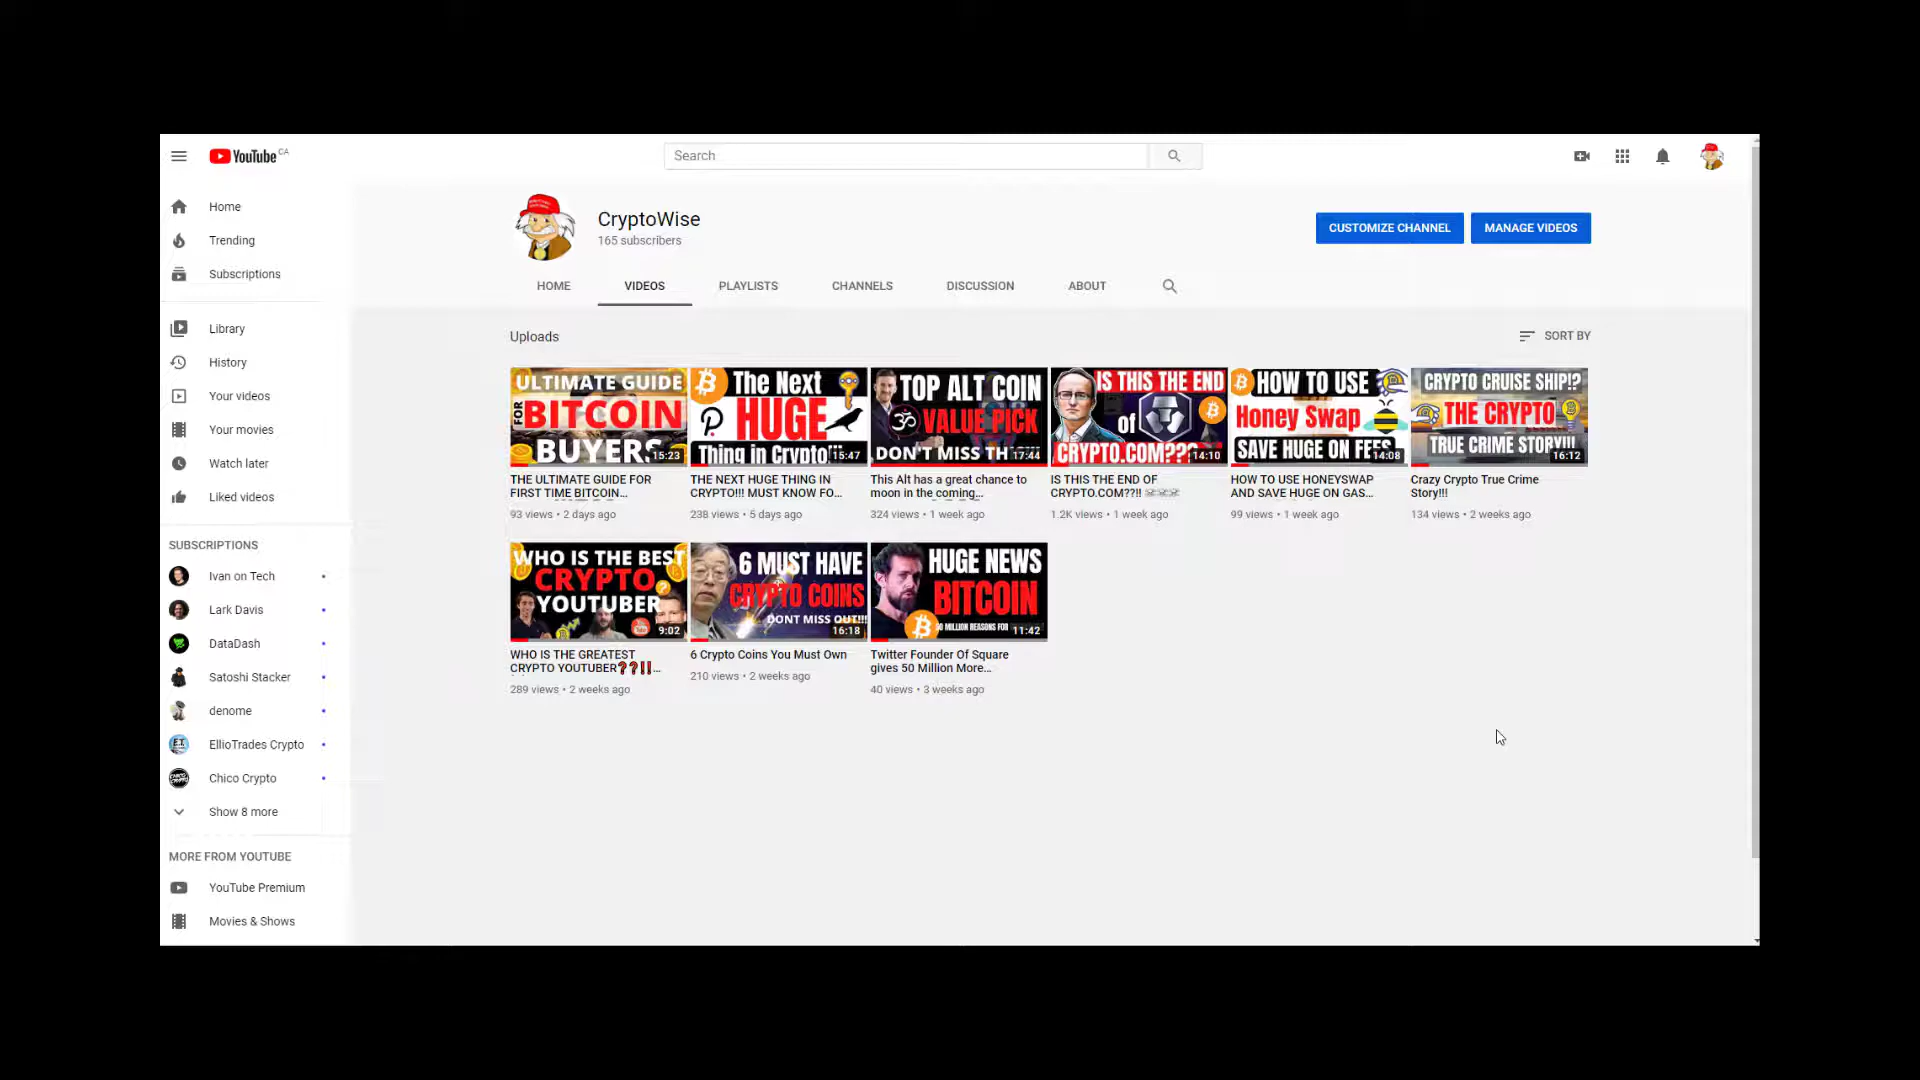 YouTube CA
Search
Home
Trending
Subscriptions
Library
History
Your videos
Your movies
Watch later
Liked videos
SUBSCRIPTIONS
Ivan on Tech
Lark Davis
DataDash
Satoshi Stacker
denome
EllioTrades Crypto
Chico Crypto
Show 8 more
MORE FROM YOUTUBE
YouTube Premium
Movies & Shows
CryptoWise
165 subscribers
CUSTOMIZE CHANNEL
MANAGE VIDEOS
HOME
VIDEOS
PLAYLISTS
CHANNELS
DISCUSSION
ABOUT
Uploads
SORT BY
ULTIMATE GUIDE
FOR
BITCOIN
BUYERS
15:23
THE ULTIMATE GUIDE FOR
FIRST TIME BITCOIN...
93 views • 2 days ago
The Next
HUGE
Thing in Crypto!!
15:47
THE NEXT HUGE THING IN
CRYPTO!!! MUST KNOW FO...
238 views • 5 days ago
TOP ALT COIN
VALUE PICK
DON'T MISS TH
17:44
This Alt has a great chance to
moon in the coming...
324 views • 1 week ago
IS THIS THE END
of
CRYPTO.COM???
14:10
IS THIS THE END OF
CRYPTO.COM??!! ☠☠☠
1.2K views • 1 week ago
HOW TO USE
Honey Swap
SAVE HUGE ON FEES
14:08
HOW TO USE HONEYSWAP
AND SAVE HUGE ON GAS...
99 views • 1 week ago
CRYPTO CRUISE SHIP!?
THE CRYPTO
TRUE CRIME STORY!!!
16:12
Crazy Crypto True Crime
Story!!!
134 views • 2 weeks ago
WHO IS THE BEST
CRYPTO
YOUTUBER
9:02
WHO IS THE GREATEST
CRYPTO YOUTUBER❓❓‼...
289 views • 2 weeks ago
6 MUST HAVE
CRYPTO COINS
DONT MISS OUT!!!
16:18
6 Crypto Coins You Must Own
210 views • 2 weeks ago
HUGE NEWS
BITCOIN
50 MILLION REASONS FOR
11:42
Twitter Founder Of Square
gives 50 Million More...
40 views • 3 weeks ago